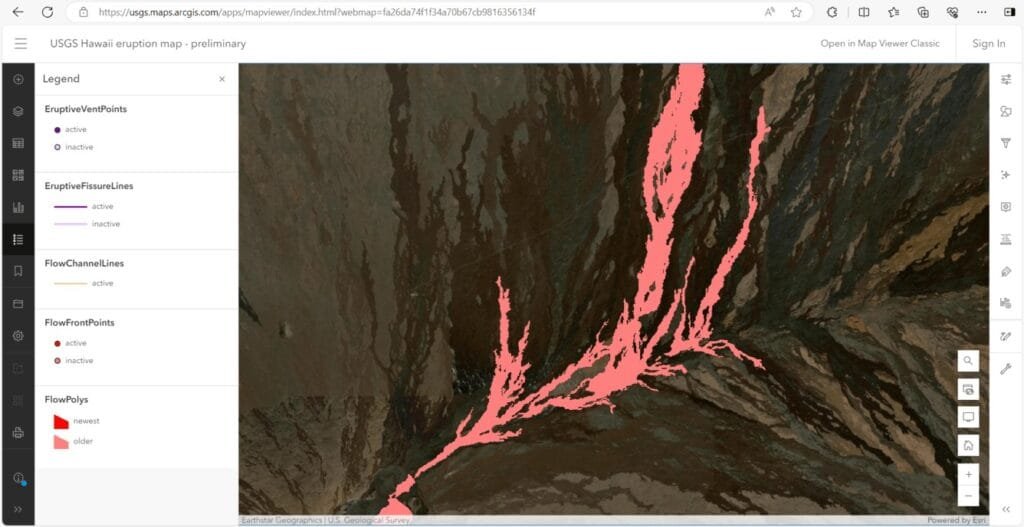 https://usgs.maps.arcgis.com/apps/mapviewer/index.html?webmap=fa26da74f1f34a70b67cb9816356134f
USGS Hawaii eruption map - preliminary
Open in Map Viewer Classic
Sign In
Legend
EruptiveVentPoints
active
inactive
EruptiveFissureLines
active
inactive
FlowChannelLines
active
FlowFrontPoints
active
inactive
FlowPolys
newest
older
Earthstar Geographics | U.S. Geological Survey
Powered by Esri